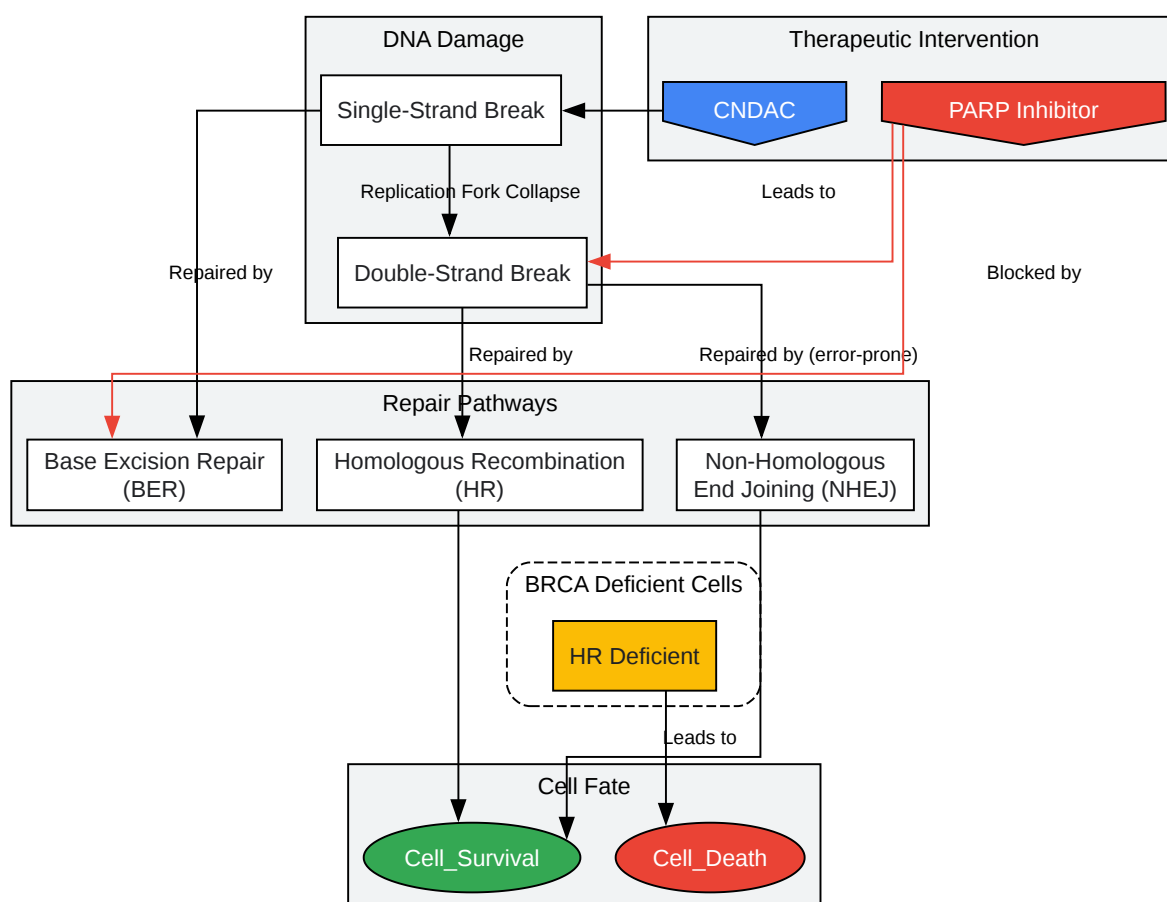 DNA Damage
Therapeutic Intervention
Single-Strand Break
CNDAC
PARP Inhibitor
Replication Fork Collapse
Leads to
Double-Strand Break
Repaired by
Blocked by
Repaired by
Repaired by (error-prone)
Repair Pathways
Base Excision Repair
(BER)
Homologous Recombination
(HR)
Non-Homologous
End Joining (NHEJ)
BRCA Deficient Cells
HR Deficient
Leads to
Cell Fate
Cell_Survival
Cell_Death